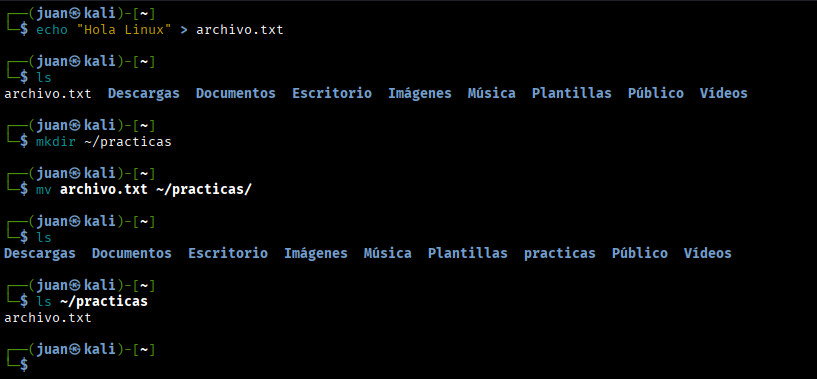 ┌──(juan㉿kali)-[~]
└─$ echo "Hola Linux" > archivo.txt
┌──(juan㉿kali)-[~]
└─$ ls
archivo.txt  Descargas  Documentos  Escritorio  Imágenes  Música  Plantillas  Público  Vídeos
┌──(juan㉿kali)-[~]
└─$ mkdir ~/practicas
┌──(juan㉿kali)-[~]
└─$ mv archivo.txt ~/practicas/
┌──(juan㉿kali)-[~]
└─$ ls
Descargas  Documentos  Escritorio  Imágenes  Música  Plantillas  practicas  Público  Vídeos
┌──(juan㉿kali)-[~]
└─$ ls ~/practicas
archivo.txt
┌──(juan㉿kali)-[~]
└─$